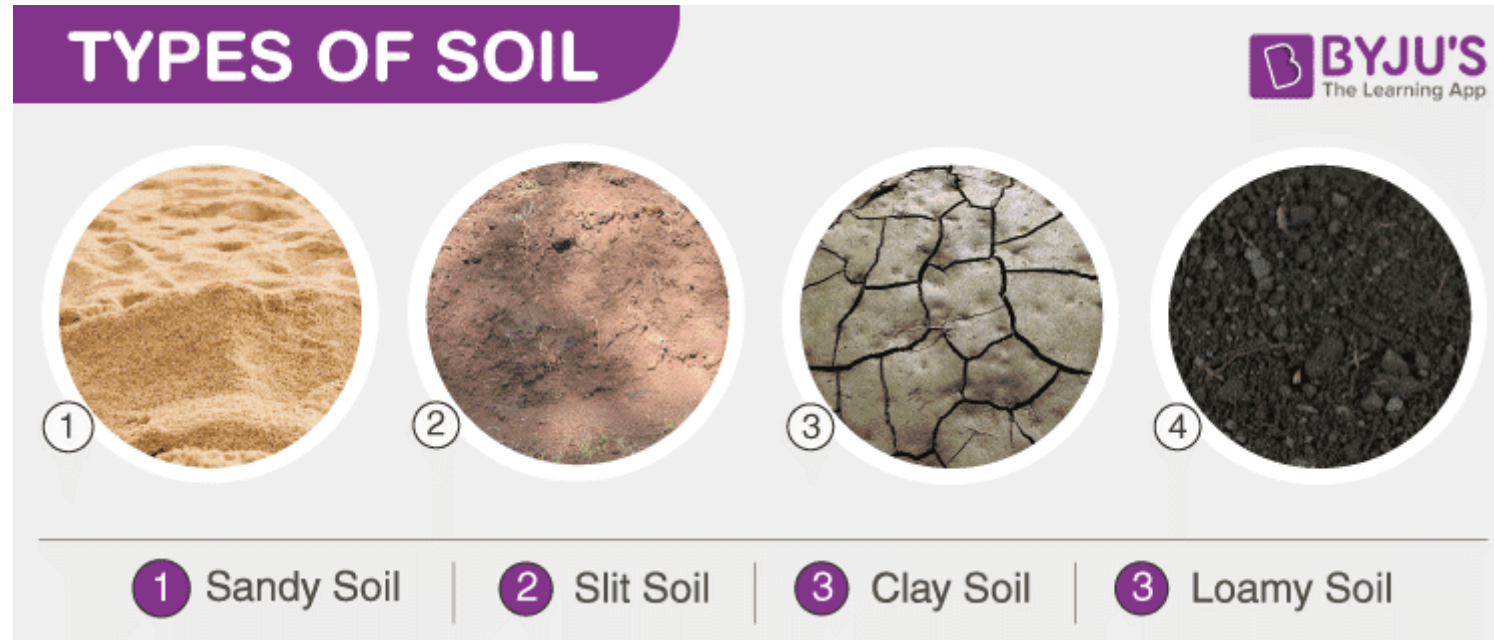 TYPES OF SOIL
BYJU'S
The Learning App
1
2
3
4
1 Sandy Soil
2 Slit Soil
3 Clay Soil
3 Loamy Soil